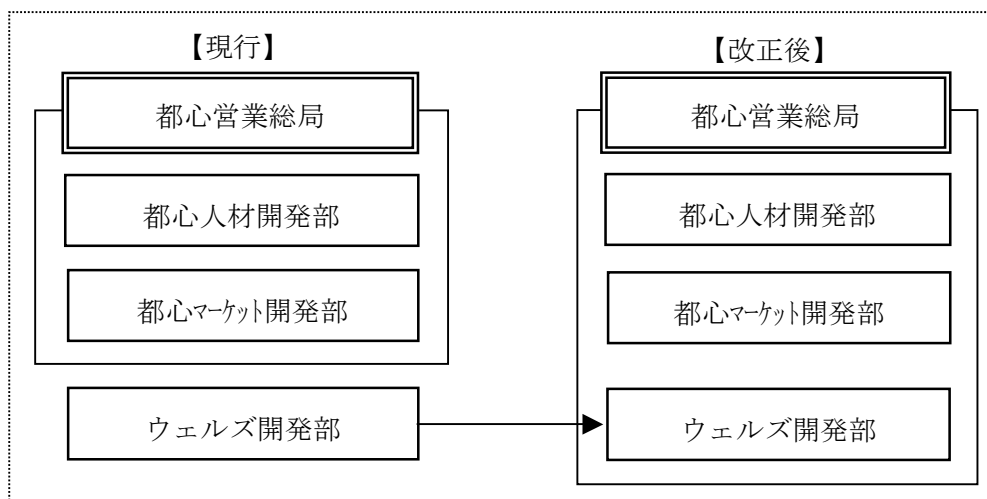 【現行】
都心営業総局
都心人材開発部
都心ﾏｰｹｯﾄ開発部
ウェルズ開発部
【改正後】
都心営業総局
都心人材開発部
都心ﾏｰｹｯﾄ開発部
ウェルズ開発部